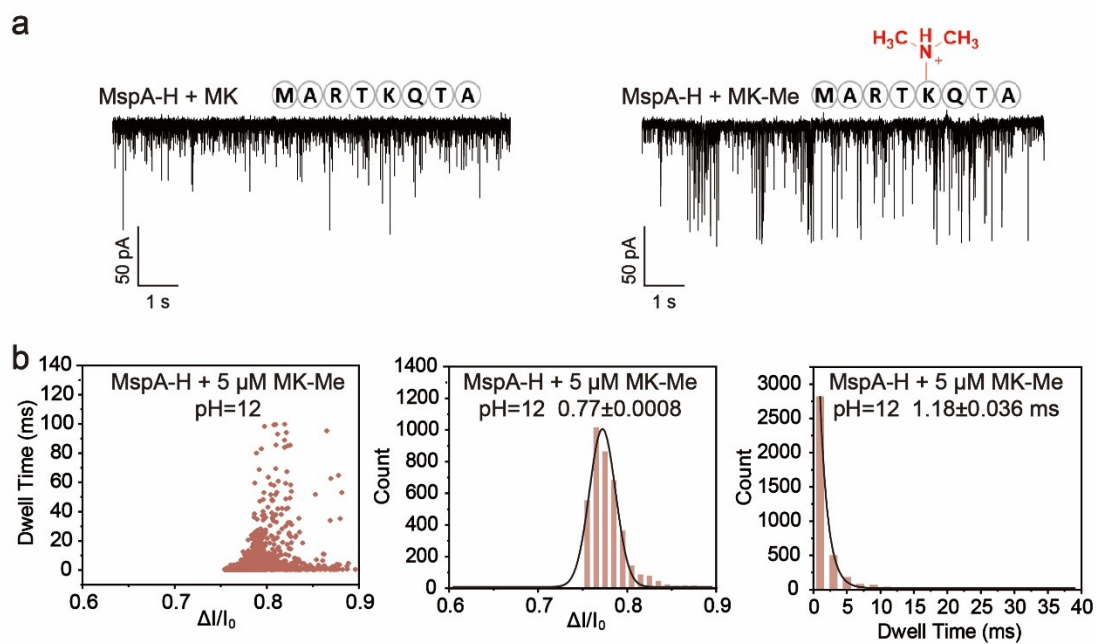 a
H
H₃C N CH₃
+
MspA-H + MK M A R T K Q T A
MspA-H + MK-Me M A R T K Q T A
50 pA
1 s
50 pA
1 s
b
MspA-H + 5 µM MK-Me
pH=12
Dwell Time (ms)
140
120
100
80
60
40
20
0
0.6 0.7 0.8 0.9
ΔI/I₀
MspA-H + 5 µM MK-Me
pH=12 0.77±0.0008
Count
1400
1200
1000
800
600
400
200
0
0.6 0.7 0.8 0.9
ΔI/I₀
MspA-H + 5 µM MK-Me
pH=12 1.18±0.036 ms
Count
3000
2500
2000
1500
1000
500
0
0 5 10 15 20 25 30 35 40
Dwell Time (ms)